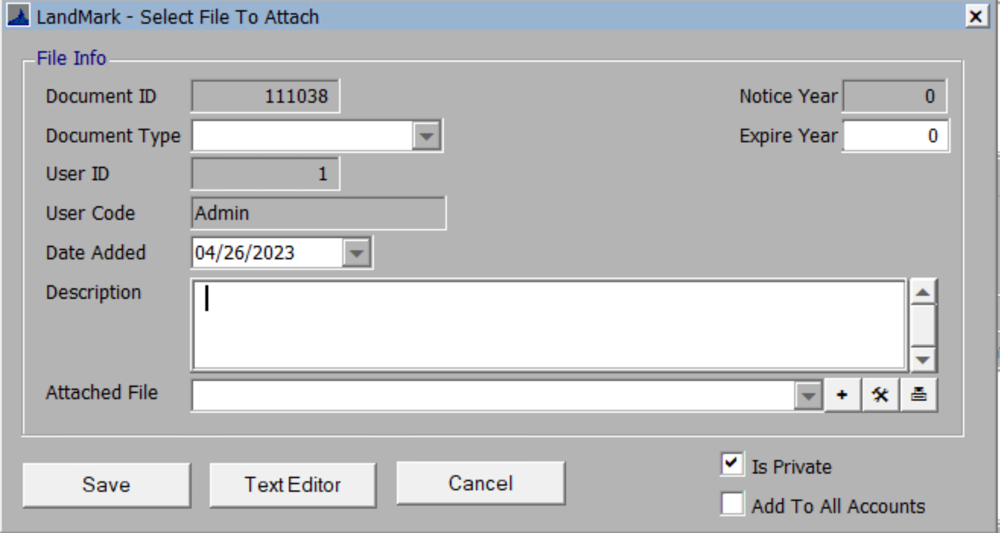 LandMark - Select File To Attach
File Info
Document ID 111038 Notice Year 0
Document Type Expire Year 0
User ID 1
User Code Admin
Date Added 04/26/2023
Description
Attached File +
Save Text Editor Cancel Is Private
Add To All Accounts